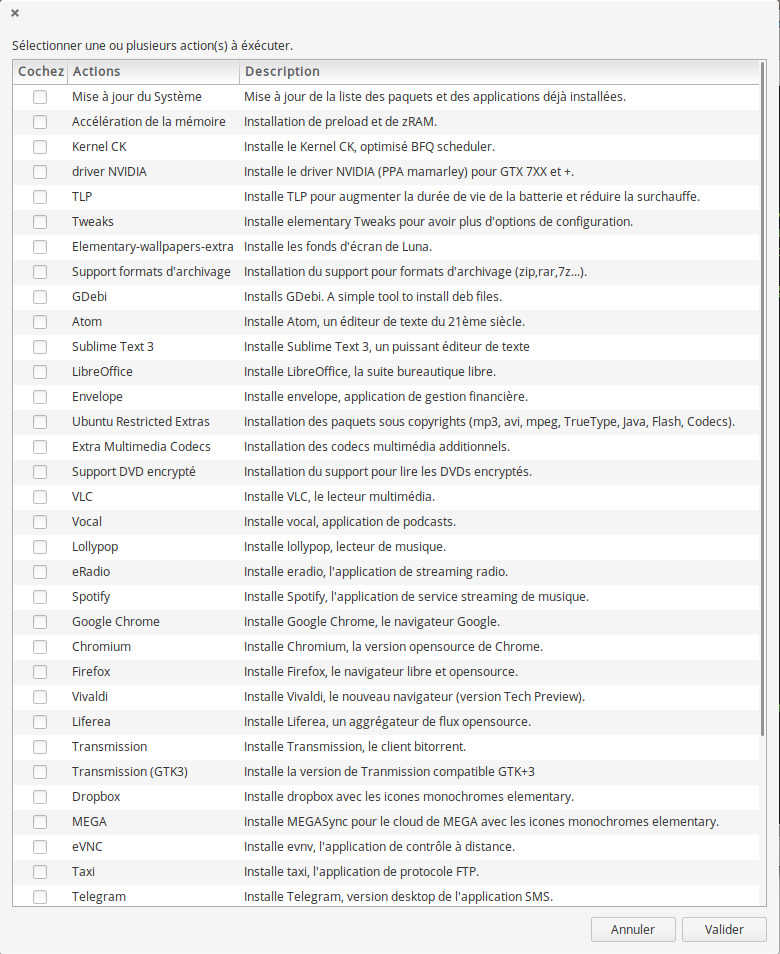 Sélectionner une ou plusieurs action(s) à éxécuter.
Cochez Actions Description
Mise à jour du Système Mise à jour de la liste des paquets et des applications déjà installées.
Accélération de la mémoire Installation de preload et de zRAM.
Kernel CK Installe le Kernel CK, optimisé BFQ scheduler.
driver NVIDIA Installe le driver NVIDIA (PPA mamarley) pour GTX 7XX et +.
TLP Installe TLP pour augmenter la durée de vie de la batterie et réduire la surchauffe.
Tweaks Installe elementary Tweaks pour avoir plus d'options de configuration.
Elementary-wallpapers-extra Installe les fonds d'écran de Luna.
Support formats d'archivage Installation du support pour formats d'archivage (zip,rar,7z...).
GDebi Installs GDebi. A simple tool to install deb files.
Atom Installe Atom, un éditeur de texte du 21ème siècle.
Sublime Text 3 Installe Sublime Text 3, un puissant éditeur de texte
LibreOffice Installe LibreOffice, la suite bureautique libre.
Envelope Installe envelope, application de gestion financière.
Ubuntu Restricted Extras Installation des paquets sous copyrights (mp3, avi, mpeg, TrueType, Java, Flash, Codecs).
Extra Multimedia Codecs Installation des codecs multimédia additionnels.
Support DVD encrypté Installation du support pour lire les DVDs encryptés.
VLC Installe VLC, le lecteur multimédia.
Vocal Installe vocal, application de podcasts.
Lollypop Installe lollypop, lecteur de musique.
eRadio Installe eradio, l'application de streaming radio.
Spotify Installe Spotify, l'application de service streaming de musique.
Google Chrome Installe Google Chrome, le navigateur Google.
Chromium Installe Chromium, la version opensource de Chrome.
Firefox Installe Firefox, le navigateur libre et opensource.
Vivaldi Installe Vivaldi, le nouveau navigateur (version Tech Preview).
Liferea Installe Liferea, un aggrégateur de flux opensource.
Transmission Installe Transmission, le client bitorrent.
Transmission (GTK3) Installe la version de Tranmission compatible GTK+3
Dropbox Installe dropbox avec les icones monochromes elementary.
MEGA Installe MEGASync pour le cloud de MEGA avec les icones monochromes elementary.
eVNC Installe evnv, l'application de contrôle à distance.
Taxi Installe taxi, l'application de protocole FTP.
Telegram Installe Telegram, version desktop de l'application SMS.
Annuler Valider